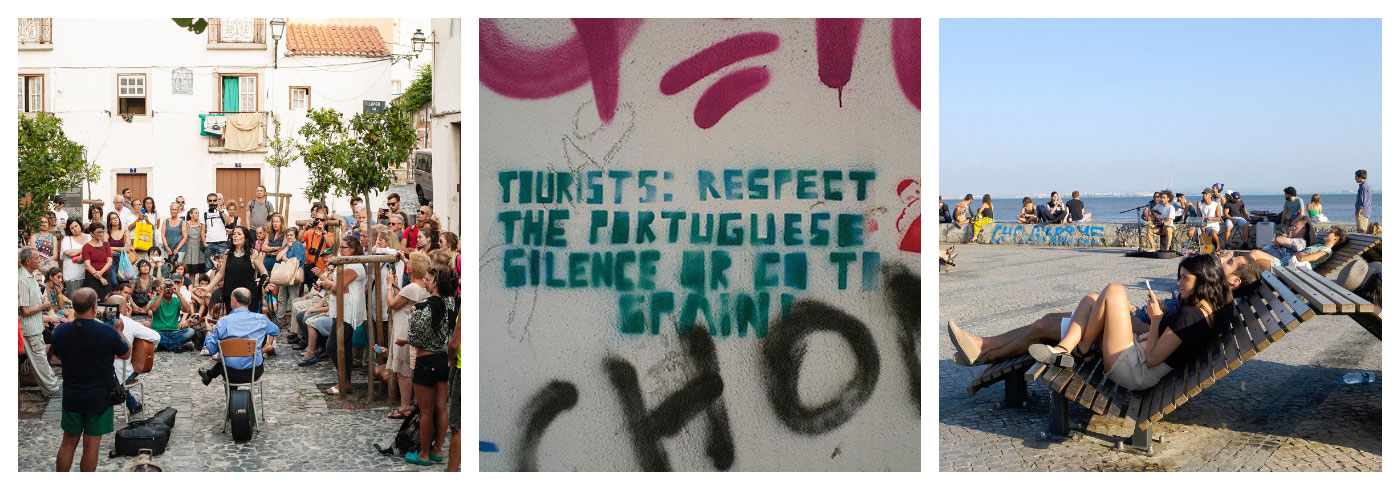 TOURISTS: RESPECT
THE PORTUGUESE
SILENCE OR GO TO
SPAIN!